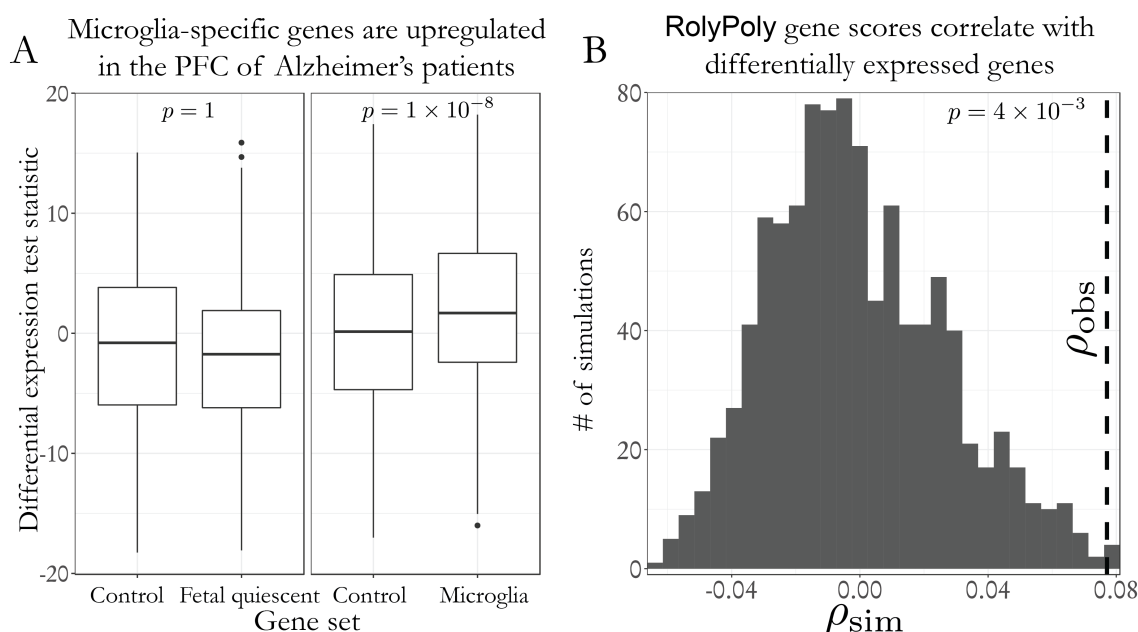 A
Microglia-specific genes are upregulated
in the PFC of Alzheimer's patients
p = 1
p = 1 × 10⁻⁸
Differential expression test statistic
10
0
-10
-20
Control
Fetal quiescent
Control
Microglia
Gene set
B
RolyPoly gene scores correlate with
differentially expressed genes
p = 4 × 10⁻³
ρobs
# of simulations
80
60
40
20
0
-0.04
0.00
0.04
0.08
ρsim